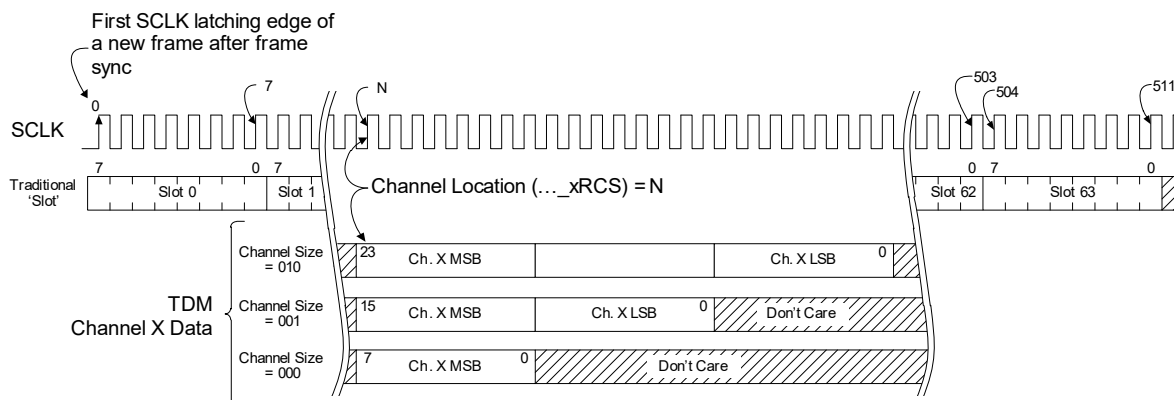 First SCLK latching edge of
a new frame after frame
sync
0
7
N
503
504
511
SCLK
7 0 7 0 7 0
Traditional
'Slot'
Slot 0
Slot 1
Channel Location (…_xRCS) = N
Slot 62
Slot 63
TDM
Channel X Data
Channel Size
= 010
23
Ch. X MSB
Ch. X LSB
0
Channel Size
= 001
15
Ch. X MSB
Ch. X LSB
0
Don't Care
Channel Size
= 000
7
Ch. X MSB
0
Don't Care